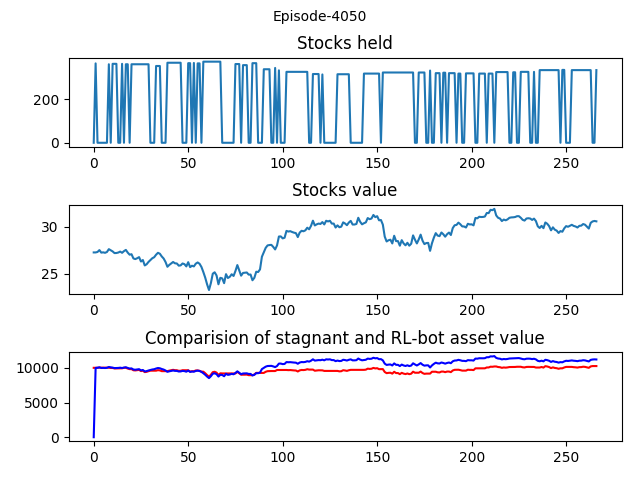 Episode-4050
Stocks held
200
0
0 50 100 150 200 250
Stocks value
30
25
0 50 100 150 200 250
Comparision of stagnant and RL-bot asset value
10000
5000
0
0 50 100 150 200 250